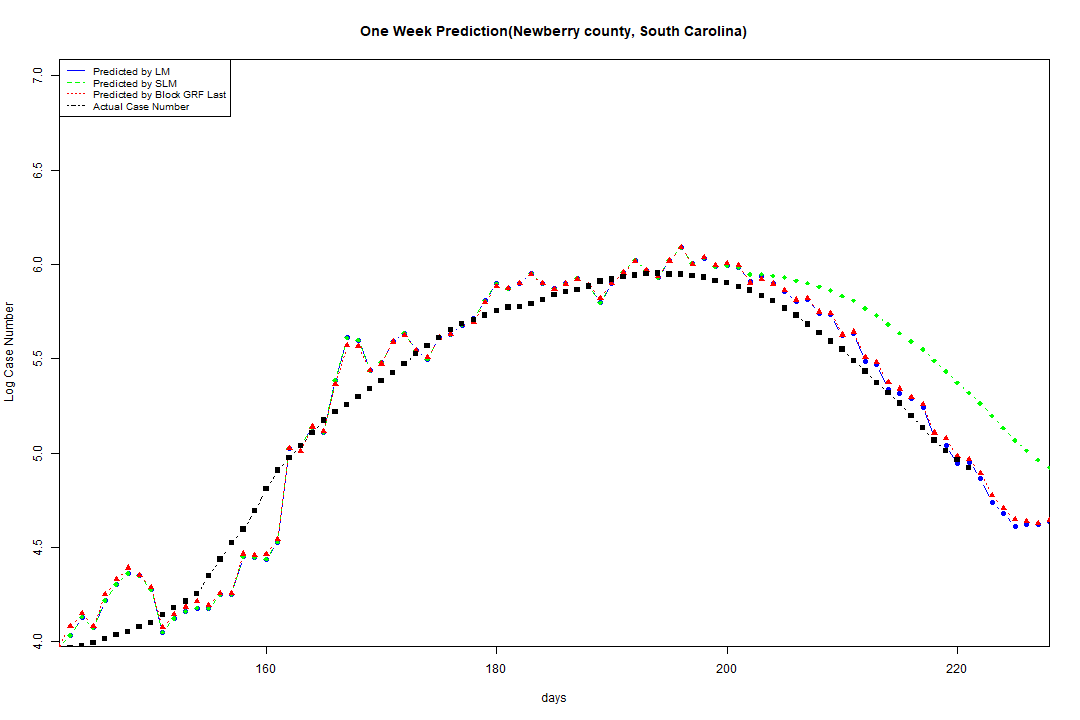 One Week Prediction(Newberry county, South Carolina)
Predicted by LM
Predicted by SLM
Predicted by Block GRF Last
Actual Case Number
7.0
6.5
6.0
5.5
5.0
4.5
4.0
Log Case Number
160 180 200 220
days